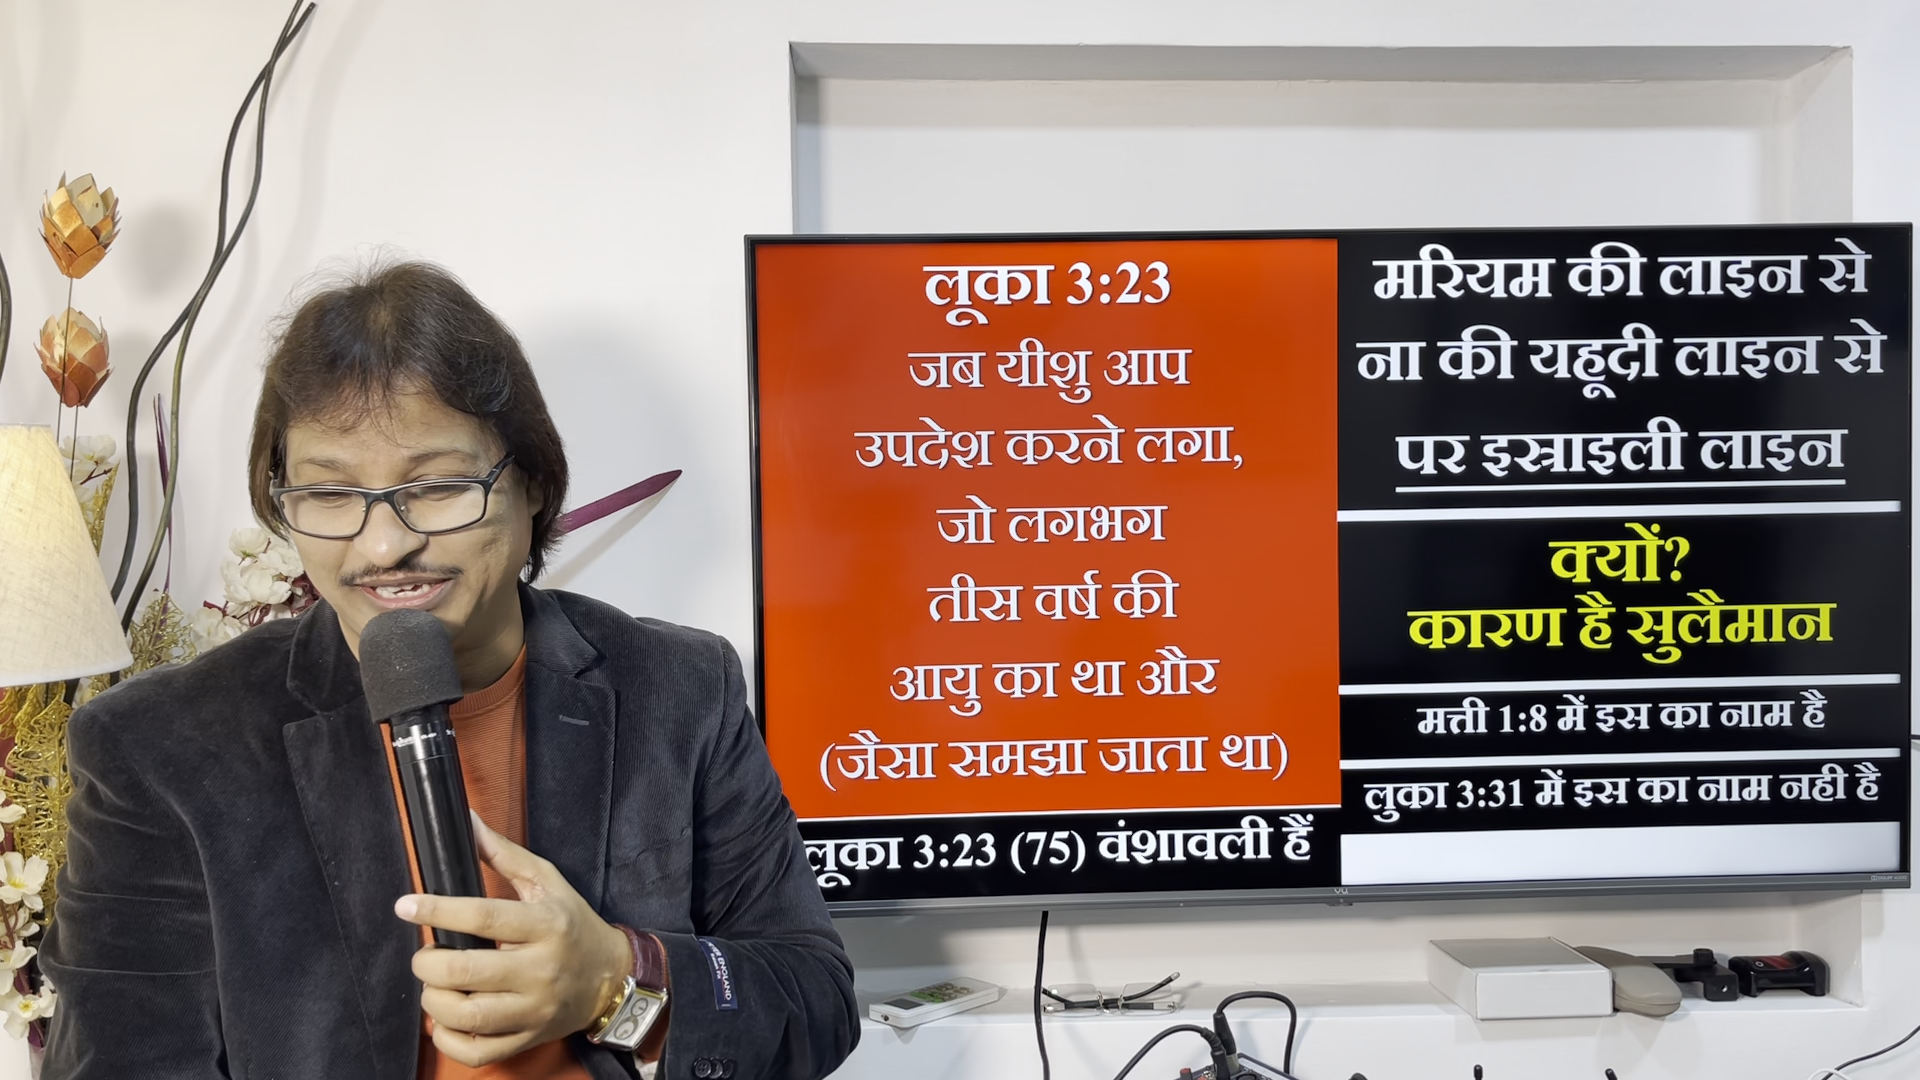 लूका 3:23
जब यीशु आप
उपदेश करने लगा,
जो लगभग
तीस वर्ष की
आयु का था और
(जैसा समझा जाता था)
लूका 3:23 (75) वंशावली हैं
मरियम की लाइन से
ना की यहूदी लाइन से
पर इस्राइली लाइन
क्यों?
कारण है सुलैमान
मत्ती 1:8 में इस का नाम है
लुका 3:31 में इस का नाम नही है
ENGLAND